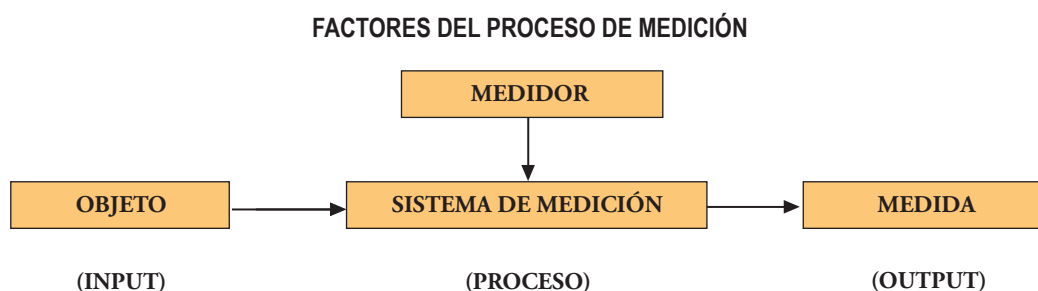 FACTORES DEL PROCESO DE MEDICIÓN
MEDIDOR
OBJETO
SISTEMA DE MEDICIÓN
MEDIDA
(INPUT)
(PROCESO)
(OUTPUT)